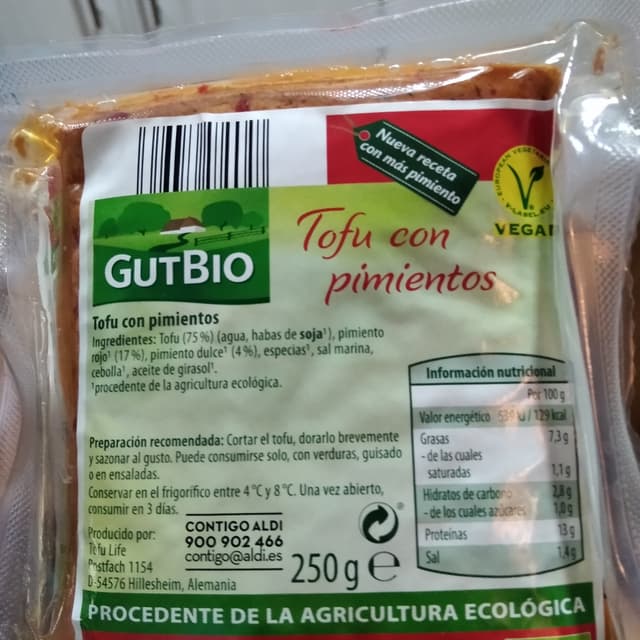 Nueva receta
con más pimiento
EUROPEAN VEGETARIAN
V-LABEL.EU
VEGAN
GUTBIO
Tofu con
pimientos
Tofu con pimientos
Ingredientes: Tofu (75 %) (agua, habas de soja¹), pimiento
rojo¹ (17 %), pimiento dulce¹ (4 %), especias¹, sal marina,
cebolla¹, aceite de girasol¹.
¹procedente de la agricultura ecológica.
Preparación recomendada: Cortar el tofu, dorarlo brevemente
y sazonar al gusto. Puede consumirse solo, con verduras, guisado
o en ensaladas.
Conservar en el frigorífico entre 4 °C y 8 °C. Una vez abierto,
consumir en 3 días.
Producido por:
Tofu Life
Postfach 1154
D-54576 Hillesheim, Alemania
CONTIGO ALDI
900 902 466
contigo@aldi.es
250 g e
Información nutricional
Por 100 g
Valor energético kJ / 129 kcal
Grasas 7,3 g
- de las cuales
saturadas 1,1 g
Hidratos de carbono 2,8 g
- de los cuales azúcares 1,0 g
Proteínas 13 g
Sal 1,4 g
PROCEDENTE DE LA AGRICULTURA ECOLÓGICA